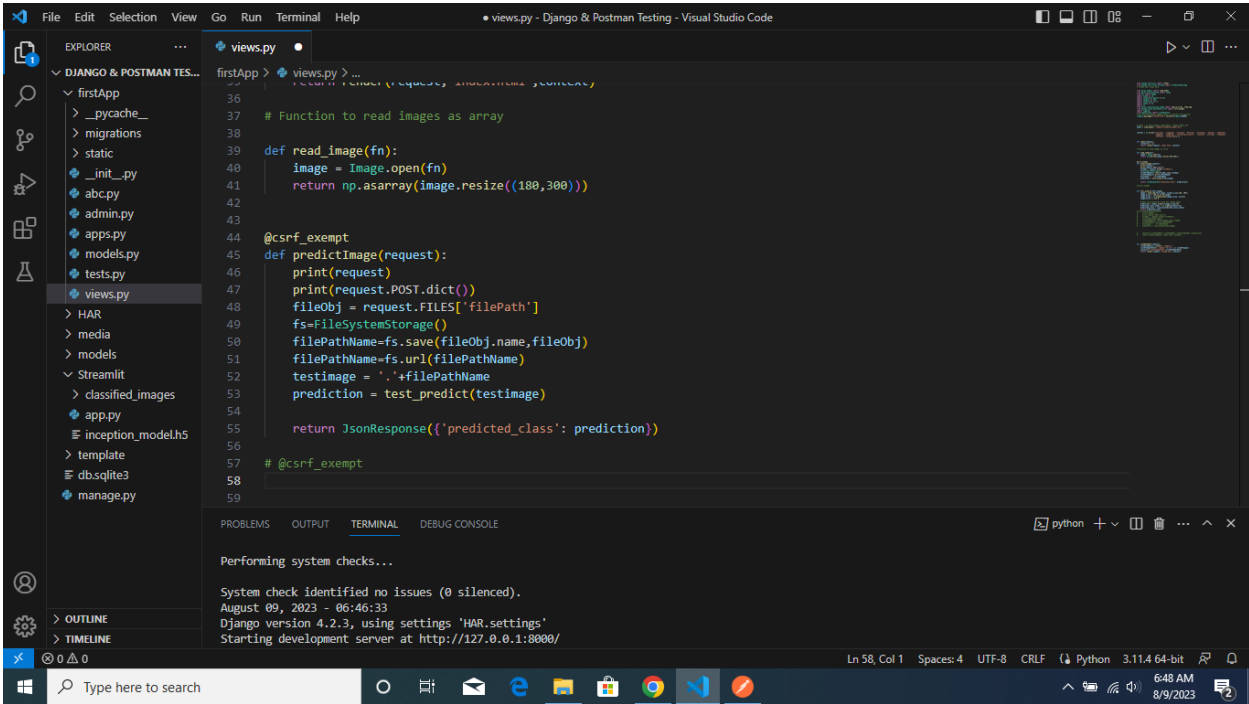 File Edit Selection View Go Run Terminal Help
● views.py - Django & Postman Testing - Visual Studio Code
EXPLORER ···
views.py ●
DJANGO & POSTMAN TES...
firstApp > views.py > ...
firstApp
__pycache__
migrations
static
__init__.py
abc.py
admin.py
apps.py
models.py
tests.py
views.py
HAR
media
models
Streamlit
classified_images
app.py
inception_model.h5
template
db.sqlite3
manage.py
OUTLINE
TIMELINE
35 return render(request,'index.html',context)
36
37 # Function to read images as array
38
39 def read_image(fn):
40 image = Image.open(fn)
41 return np.asarray(image.resize((180,300)))
42
43
44 @csrf_exempt
45 def predictImage(request):
46 print(request)
47 print(request.POST.dict())
48 fileObj = request.FILES['filePath']
49 fs=FileSystemStorage()
50 filePathName=fs.save(fileObj.name,fileObj)
51 filePathName=fs.url(filePathName)
52 testimage = '.'+filePathName
53 prediction = test_predict(testimage)
54
55 return JsonResponse({'predicted_class': prediction})
56
57 # @csrf_exempt
58
59
PROBLEMS OUTPUT TERMINAL DEBUG CONSOLE
python
Performing system checks...
System check identified no issues (0 silenced).
August 09, 2023 - 06:46:33
Django version 4.2.3, using settings 'HAR.settings'
Starting development server at http://127.0.0.1:8000/
0 0
Ln 58, Col 1 Spaces: 4 UTF-8 CRLF Python 3.11.4 64-bit
Type here to search
6:48 AM
8/9/2023
2